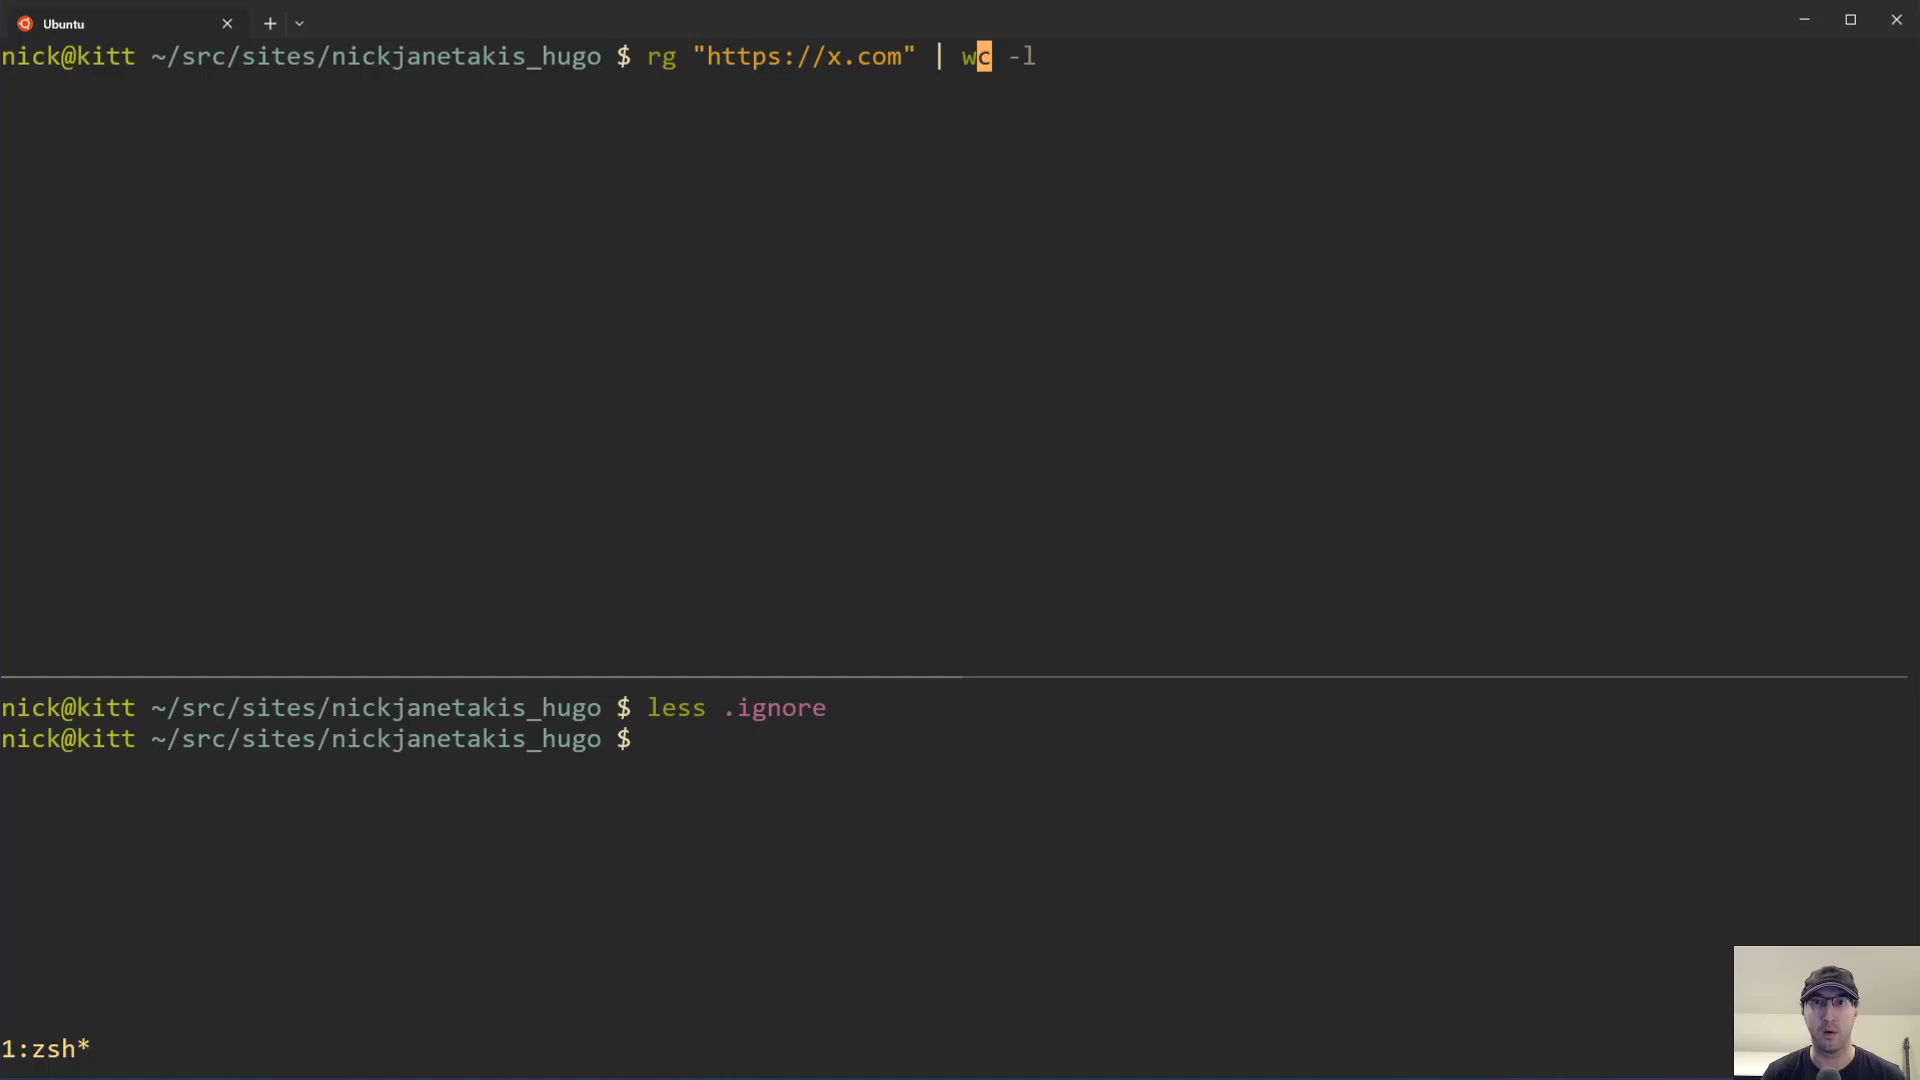 Ubuntu
nick@kitt ~/src/sites/nickjanetakis_hugo $ rg "https://x.com" | wc -l
nick@kitt ~/src/sites/nickjanetakis_hugo $ less .ignore
nick@kitt ~/src/sites/nickjanetakis_hugo $
1:zsh*